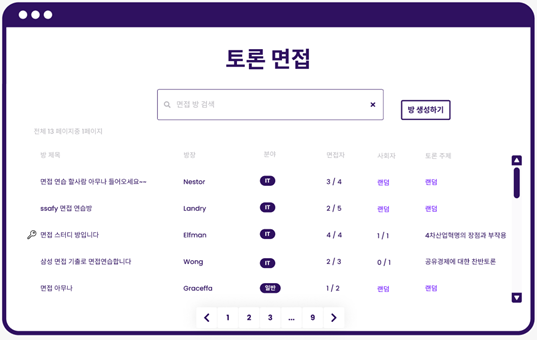 토론 면접
면접 방 검색
방 생성하기
전체 13 페이지중 1페이지
방 제목 방장 분야 면접자 사회자 토론 주제
면접 연습 할사람 아무나 들어오세요~~ Nestor IT 3 / 4 랜덤 랜덤
ssafy 면접 연습방 Landry IT 2 / 5 랜덤 랜덤
면접 스터디 방입니다 Elfman IT 4 / 4 1 / 1 4차산업혁명의 장점과 부작용
삼성 면접 기출로 면접연습합니다 Wong IT 2 / 3 0 / 1 공유경제에 대한 찬반토론
면접 아무나 Graceffa 일반 1 / 2 랜덤 랜덤
1 2 3 ... 9